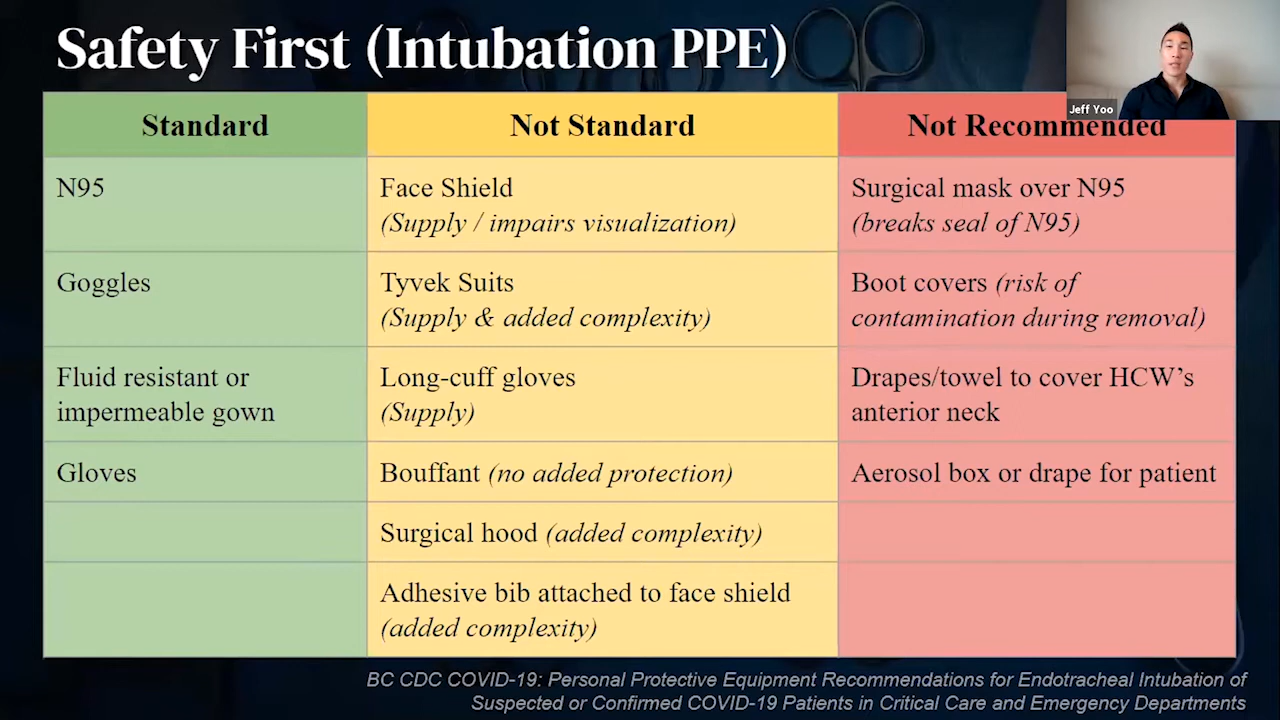 Safety First (Intubation PPE)
Jeff Yoo
Standard
Not Standard
Not Recommended
N95
Face Shield
(Supply / impairs visualization)
Surgical mask over N95
(breaks seal of N95)
Goggles
Tyvek Suits
(Supply & added complexity)
Boot covers (risk of
contamination during removal)
Fluid resistant or
impermeable gown
Long-cuff gloves
(Supply)
Drapes/towel to cover HCW’s
anterior neck
Gloves
Bouffant (no added protection)
Aerosol box or drape for patient
Surgical hood (added complexity)
Adhesive bib attached to face shield
(added complexity)
BC CDC COVID-19: Personal Protective Equipment Recommendations for Endotracheal Intubation of
Suspected or Confirmed COVID-19 Patients in Critical Care and Emergency Departments